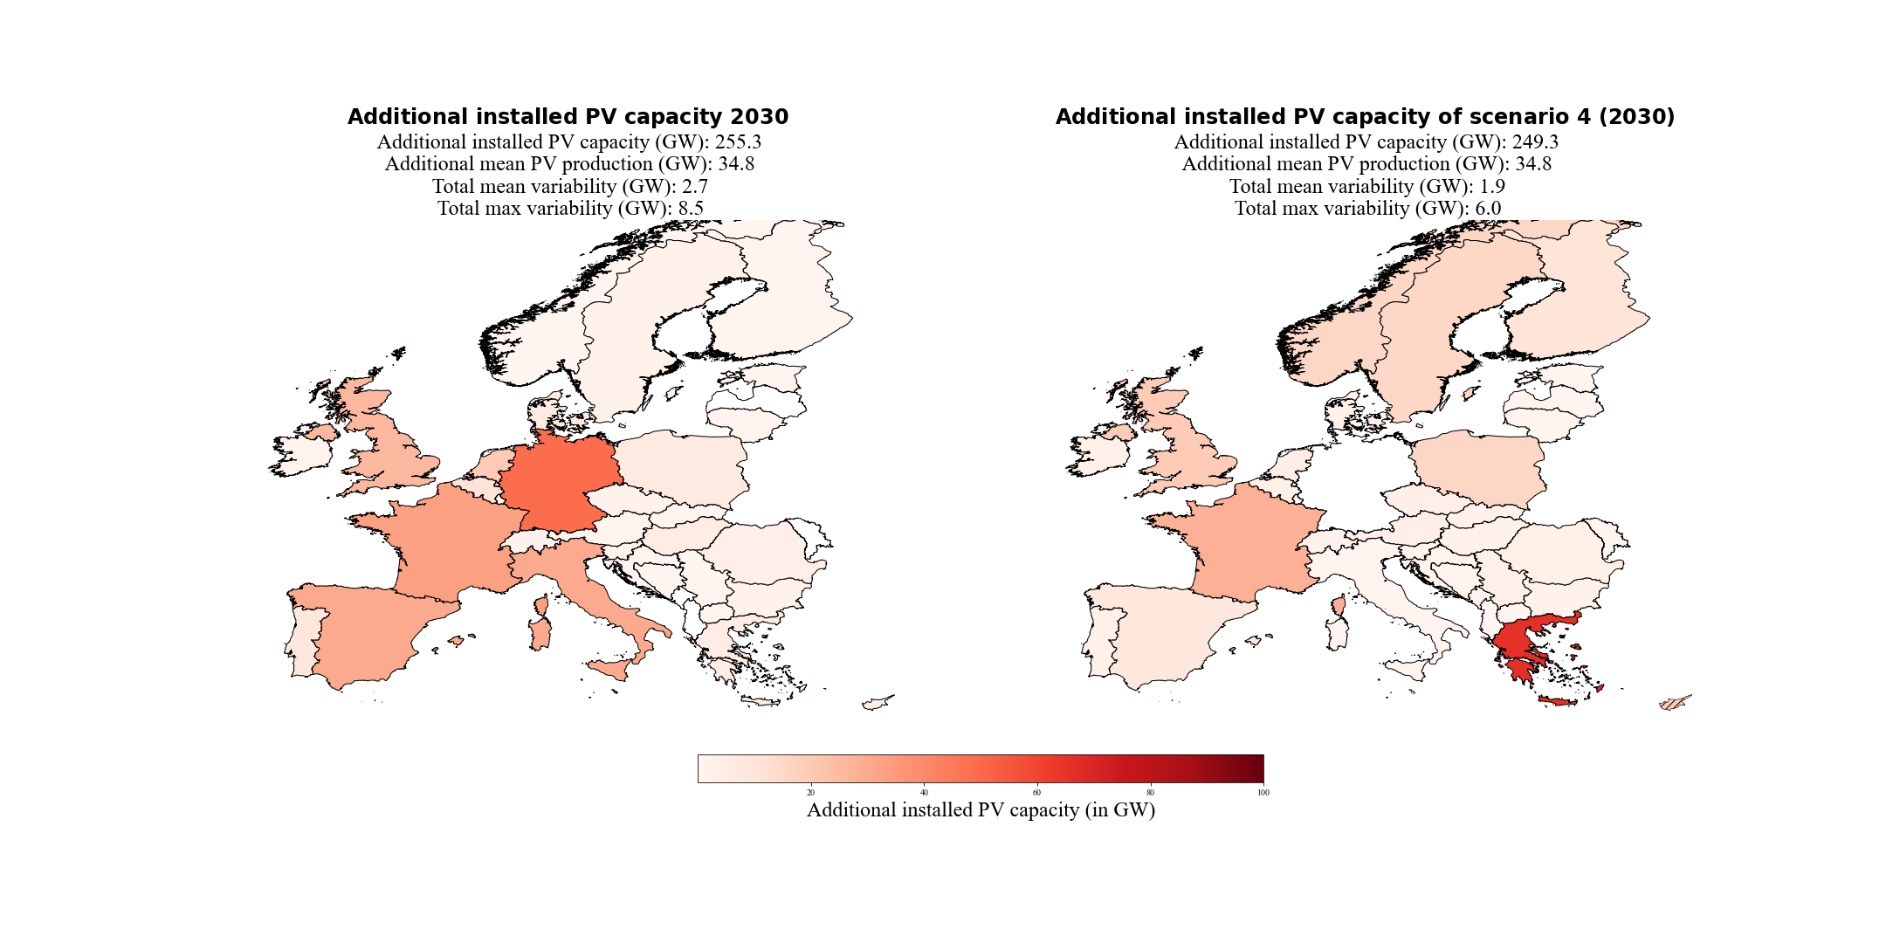 Additional installed PV capacity 2030
Additional installed PV capacity (GW): 255.3
Additional mean PV production (GW): 34.8
Total mean variability (GW): 2.7
Total max variability (GW): 8.5
Additional installed PV capacity of scenario 4 (2030)
Additional installed PV capacity (GW): 249.3
Additional mean PV production (GW): 34.8
Total mean variability (GW): 1.9
Total max variability (GW): 6.0
20 40 60 80 100
Additional installed PV capacity (in GW)